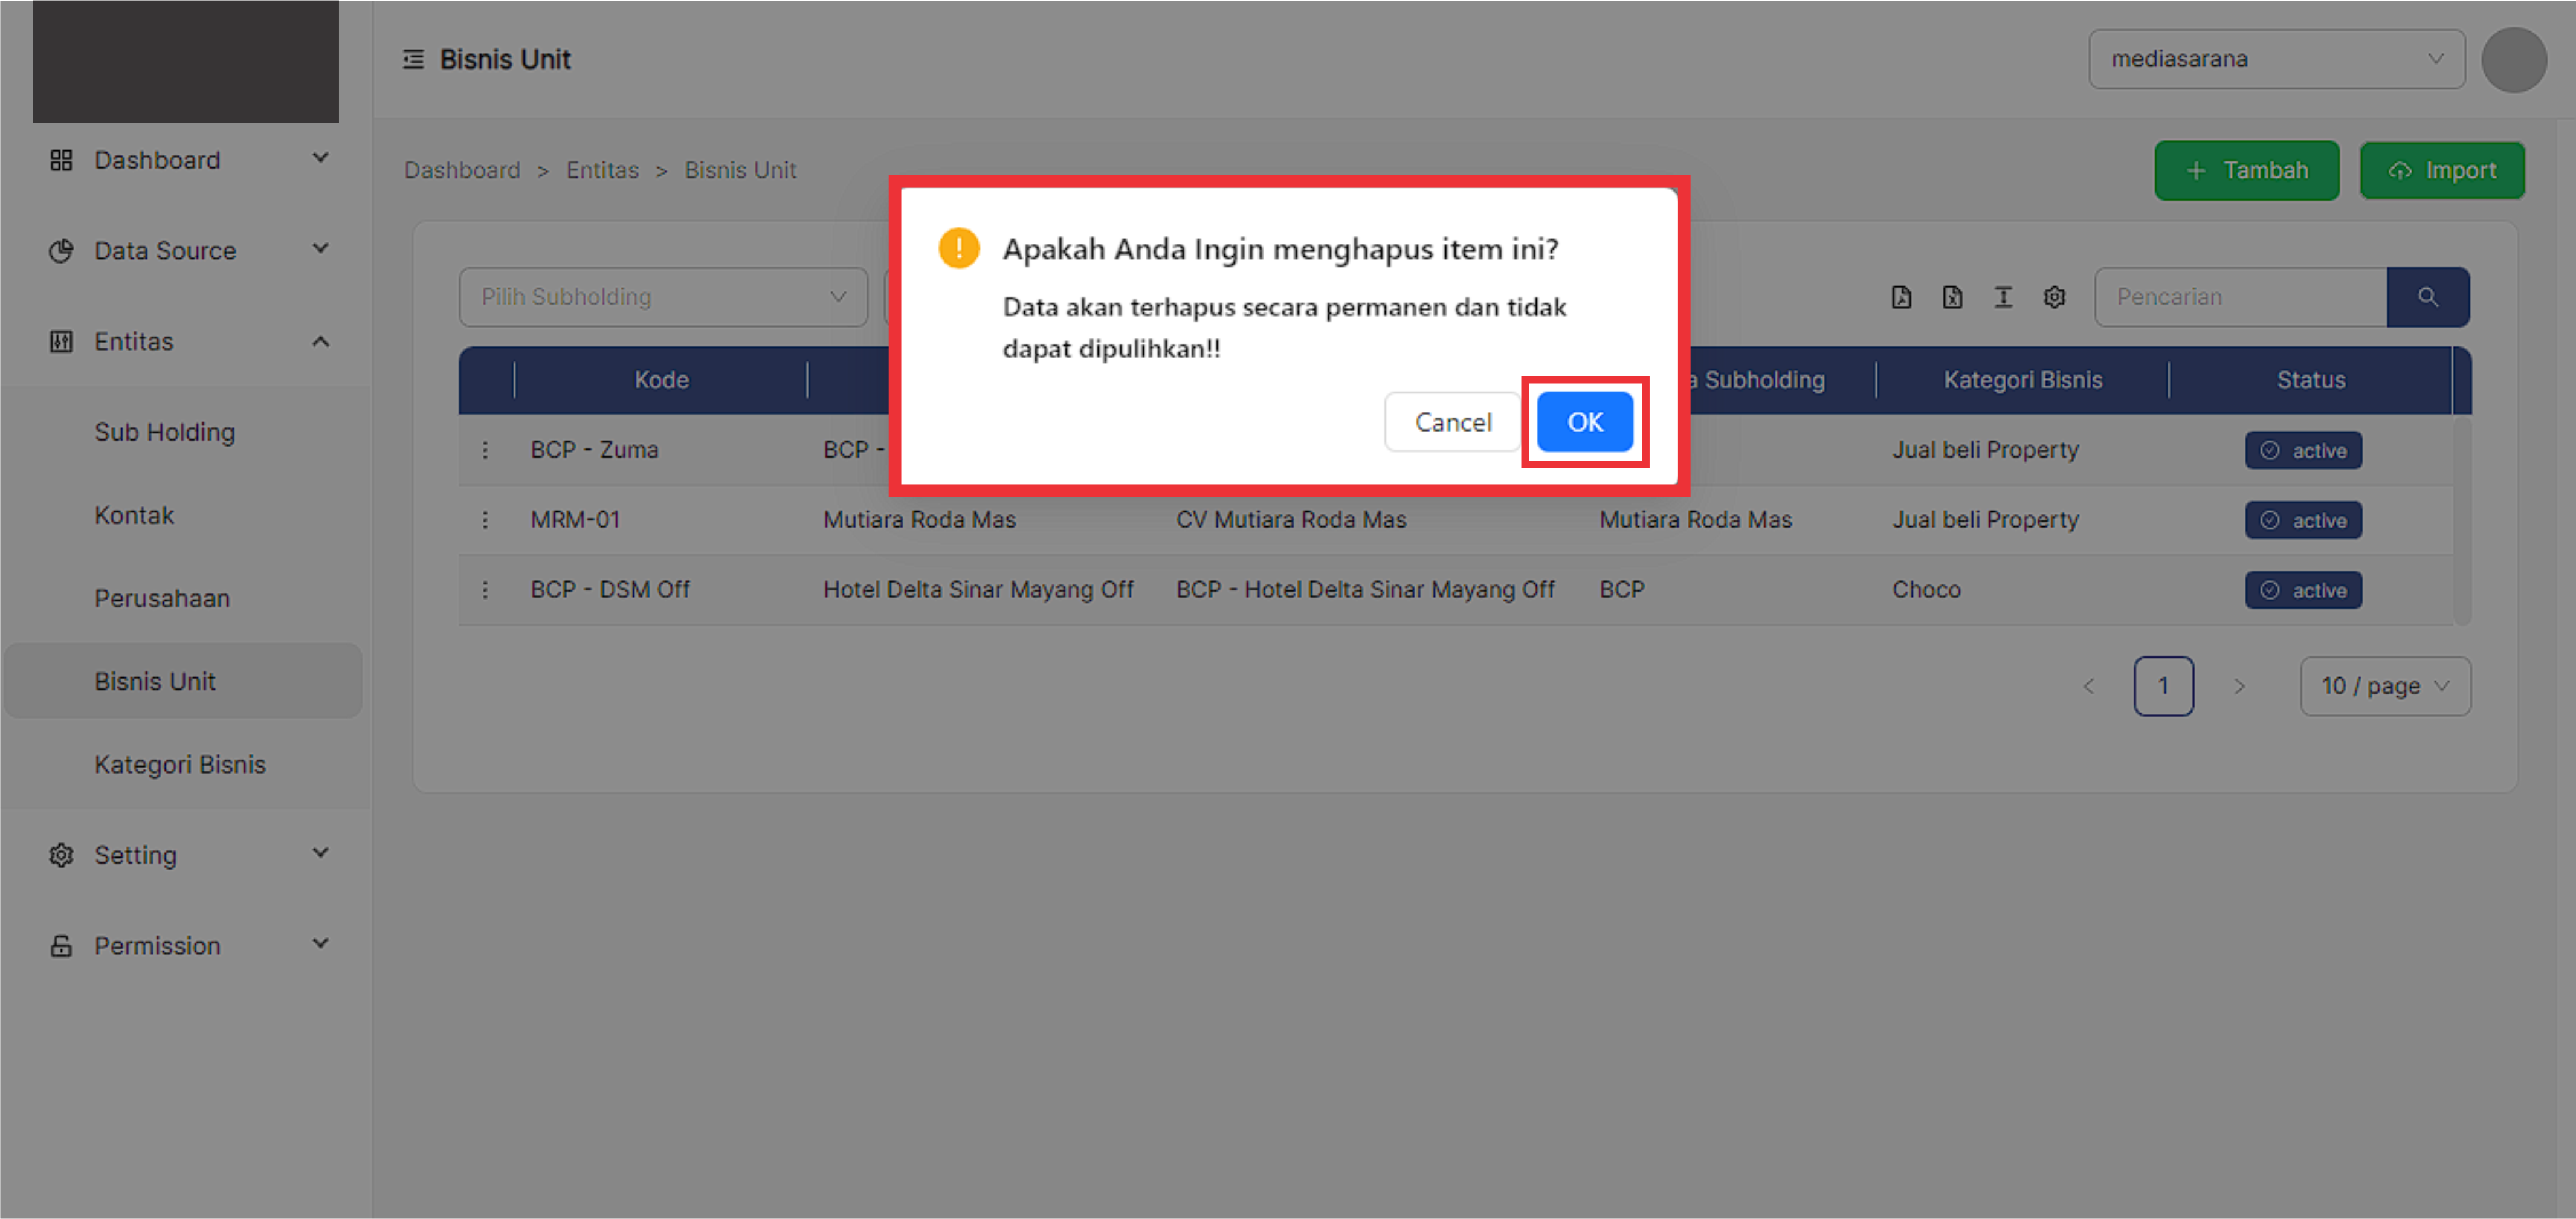 Bisnis Unit
mediasarana
Dashboard
Data Source
Entitas
Sub Holding
Kontak
Perusahaan
Bisnis Unit
Kategori Bisnis
Setting
Permission
Dashboard > Entitas > Bisnis Unit
+ Tambah
Import
Apakah Anda Ingin menghapus item ini?
Data akan terhapus secara permanen dan tidak
dapat dipulihkan!!
Cancel OK
Pilih Subholding
Pencarian
Kode Subholding Kategori Bisnis Status
BCP - Zuma BCP - Jual beli Property active
MRM-01 Mutiara Roda Mas CV Mutiara Roda Mas Mutiara Roda Mas Jual beli Property active
BCP - DSM Off Hotel Delta Sinar Mayang Off BCP - Hotel Delta Sinar Mayang Off BCP Choco active
< 1 > 10 / page